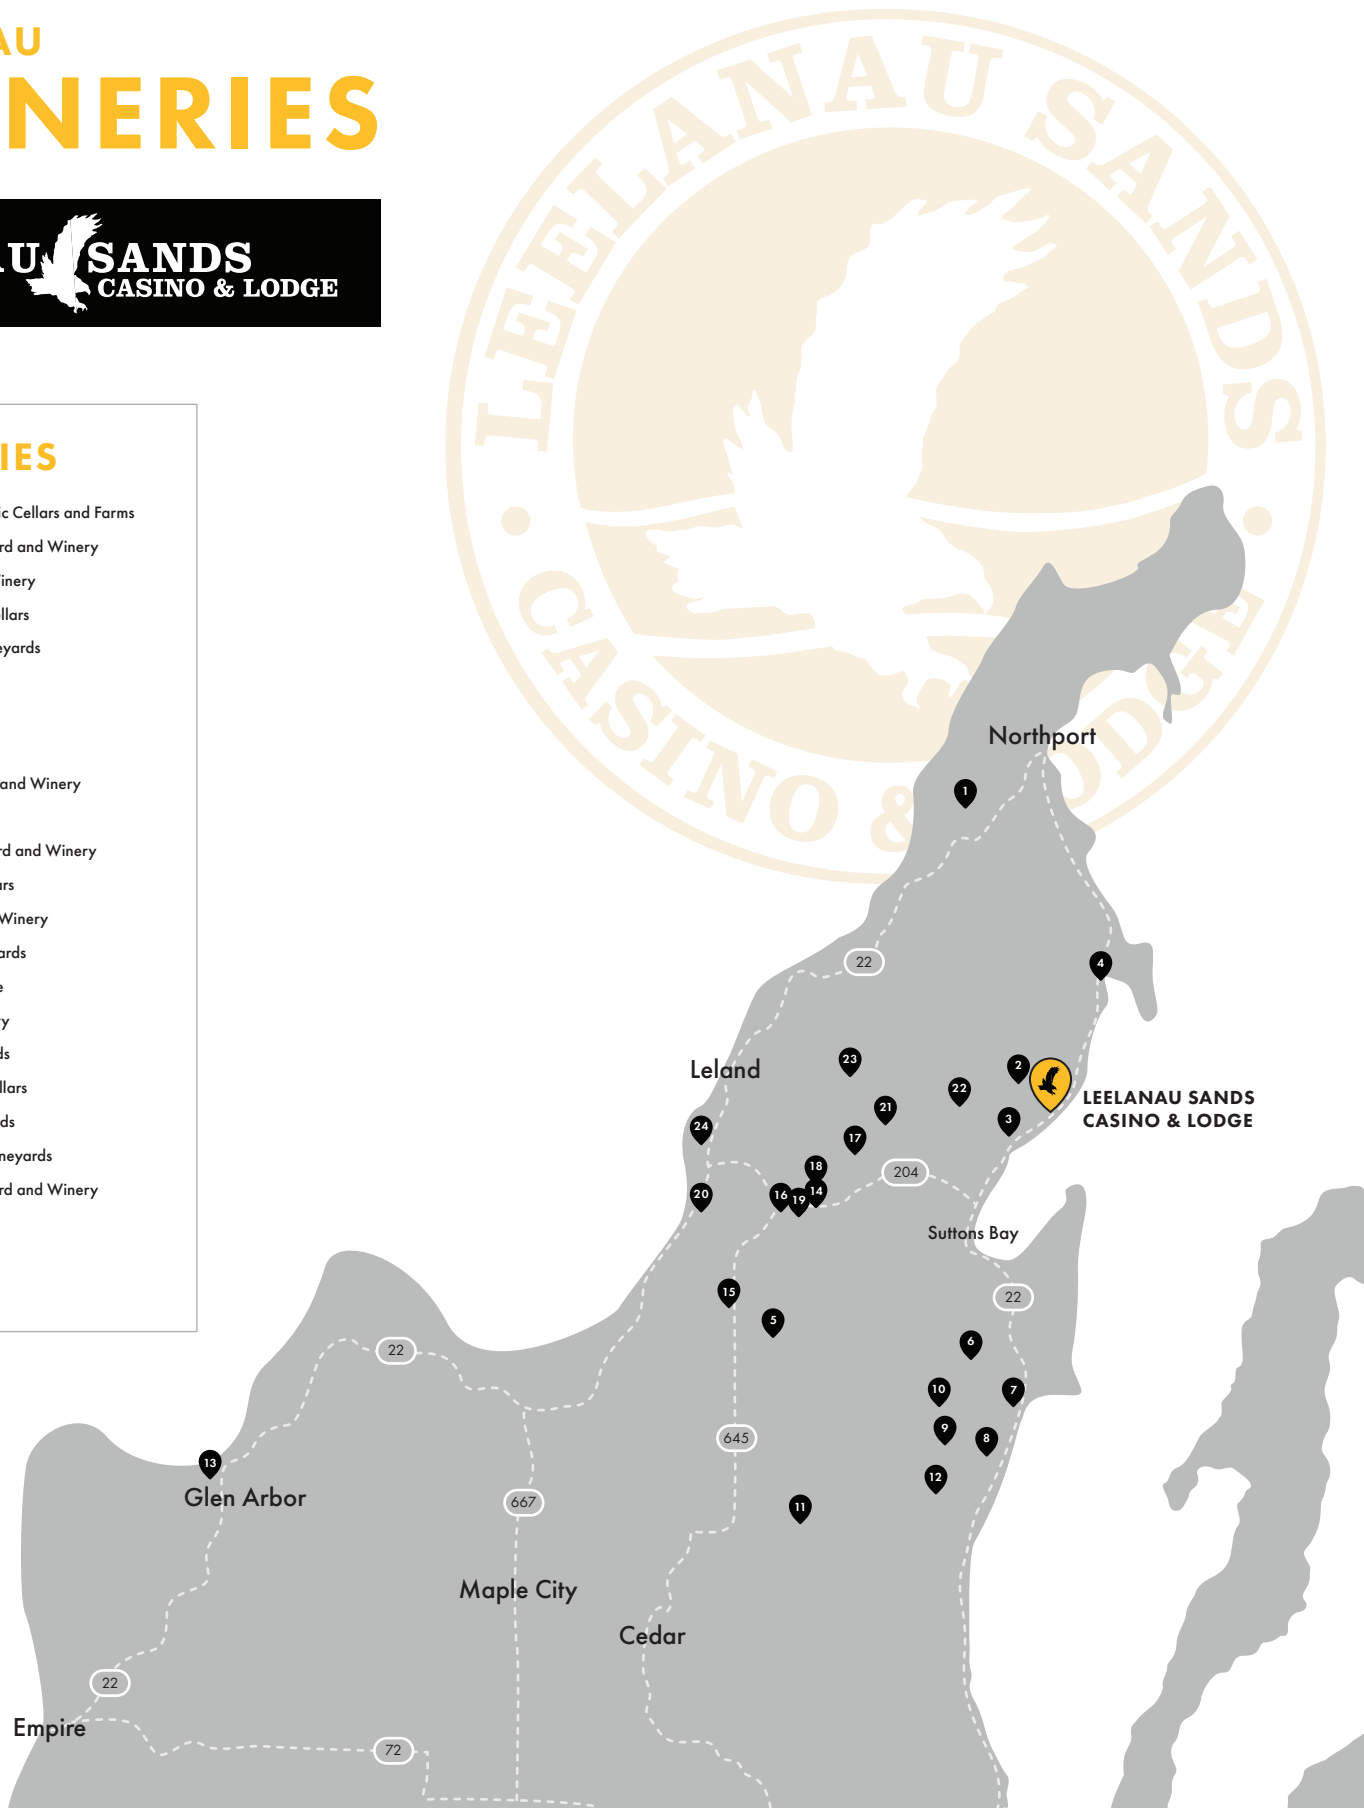 AU
NERIES
AU SANDS
CASINO & LODGE
LEELANAU SANDS
CASINO & LODGE
IES
ic Cellars and Farms
rd and Winery
inery
llars
eyards
and Winery
rd and Winery
ars
Winery
ards
e
ry
ds
llars
ds
neyards
rd and Winery
Northport
1
22
4
Leland
23
2
22
21
3
LEELANAU SANDS
CASINO & LODGE
24
17
18
204
20
16
19
14
Suttons Bay
15
22
5
6
22
10
7
9
8
645
13
12
Glen Arbor
667
11
Maple City
Cedar
22
Empire
72